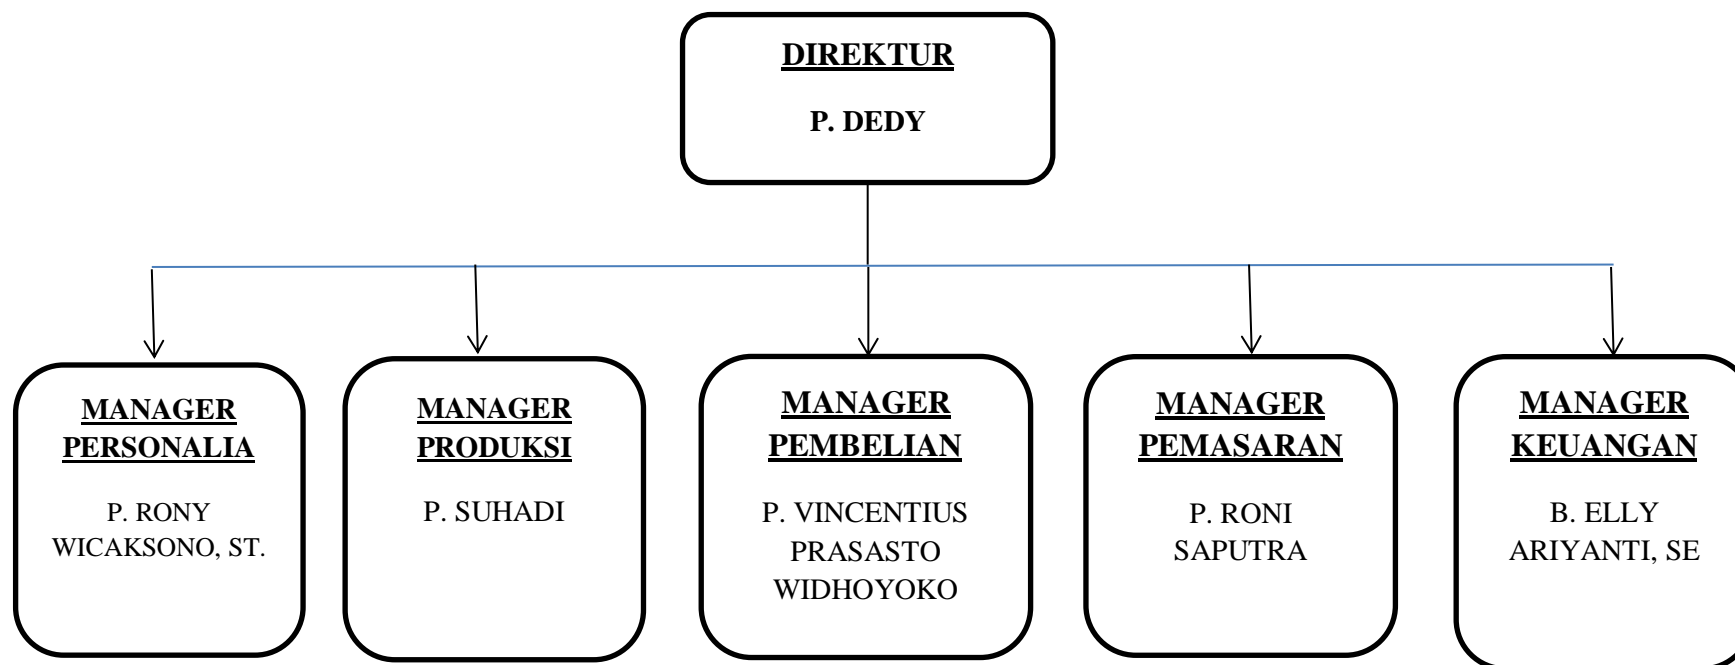 DIREKTUR
P. DEDY
MANAGER
PERSONALIA
P. RONY
WICAKSONO, ST.
MANAGER
PRODUKSI
P. SUHADI
MANAGER
PEMBELIAN
P. VINCENTIUS
PRASASTO
WIDHOYOKO
MANAGER
PEMASARAN
P. RONI
SAPUTRA
MANAGER
KEUANGAN
B. ELLY
ARIYANTI, SE